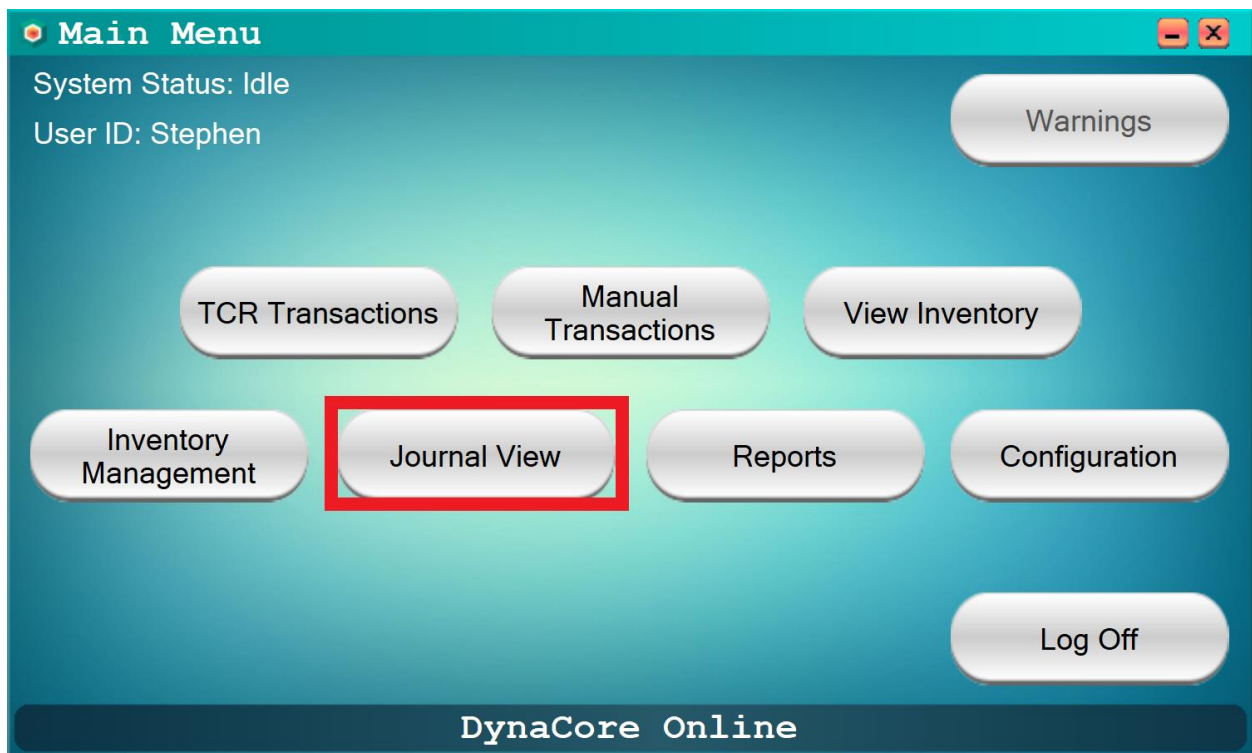 Main Menu
System Status: Idle
User ID: Stephen
Warnings
TCR Transactions
Manual
Transactions
View Inventory
Inventory
Management
Journal View
Reports
Configuration
Log Off
DynaCore Online